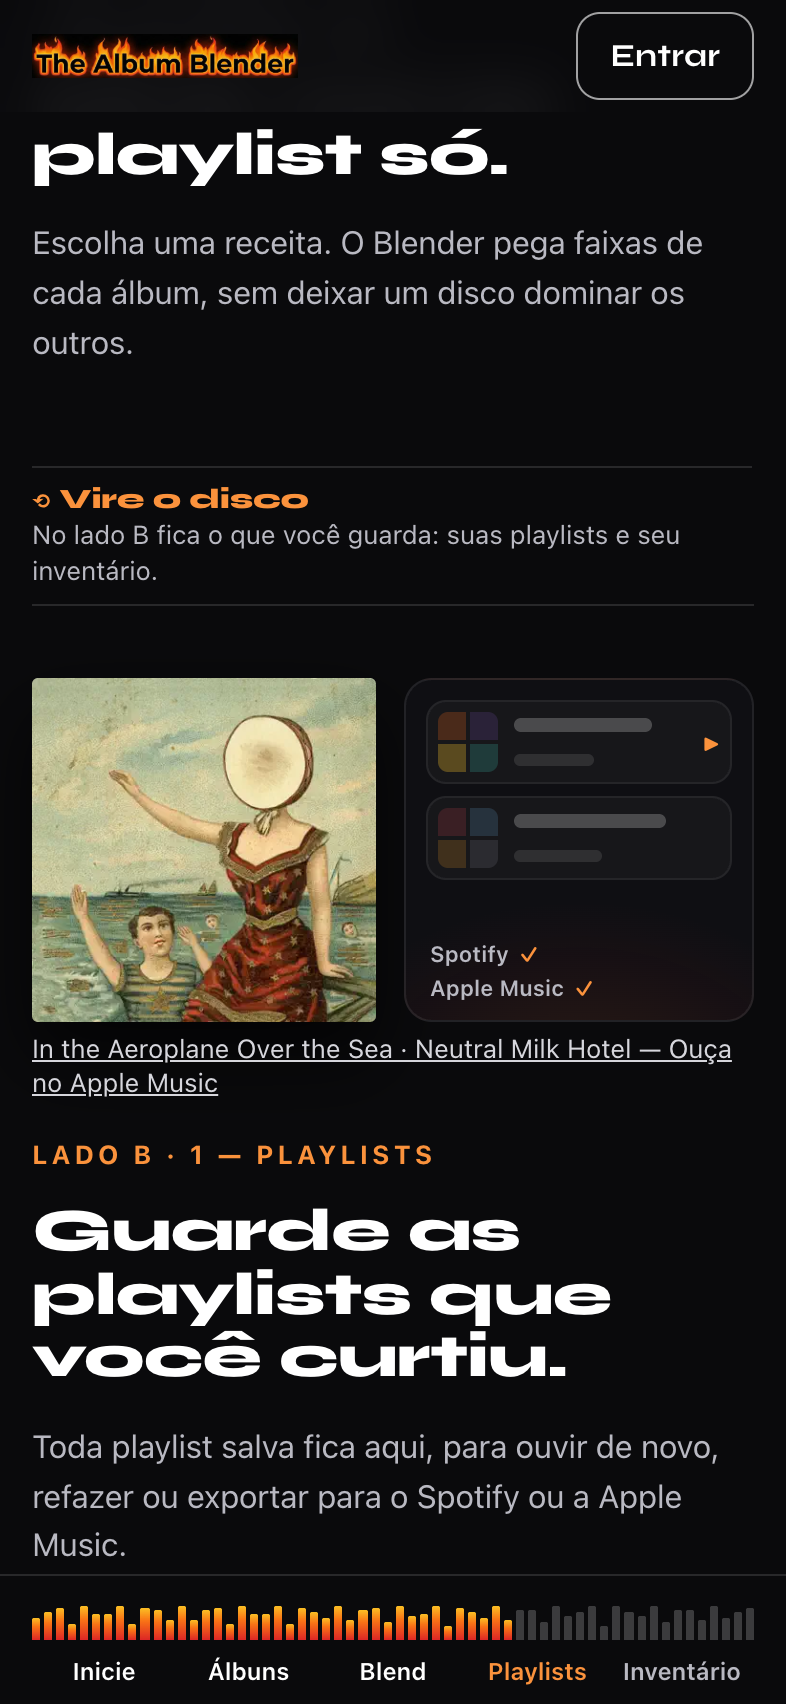 The Album Blender
Entrar
playlist só.
Escolha uma receita. O Blender pega faixas de
cada álbum, sem deixar um disco dominar os
outros.
⟲ Vire o disco
No lado B fica o que você guarda: suas playlists e seu
inventário.
Spotify ✓
Apple Music ✓
In the Aeroplane Over the Sea · Neutral Milk Hotel — Ouça
no Apple Music
LADO B · 1 — PLAYLISTS
Guarde as
playlists que
você curtiu.
Toda playlist salva fica aqui, para ouvir de novo,
refazer ou exportar para o Spotify ou a Apple
Music.
Inicie
Álbuns
Blend
Playlists
Inventário